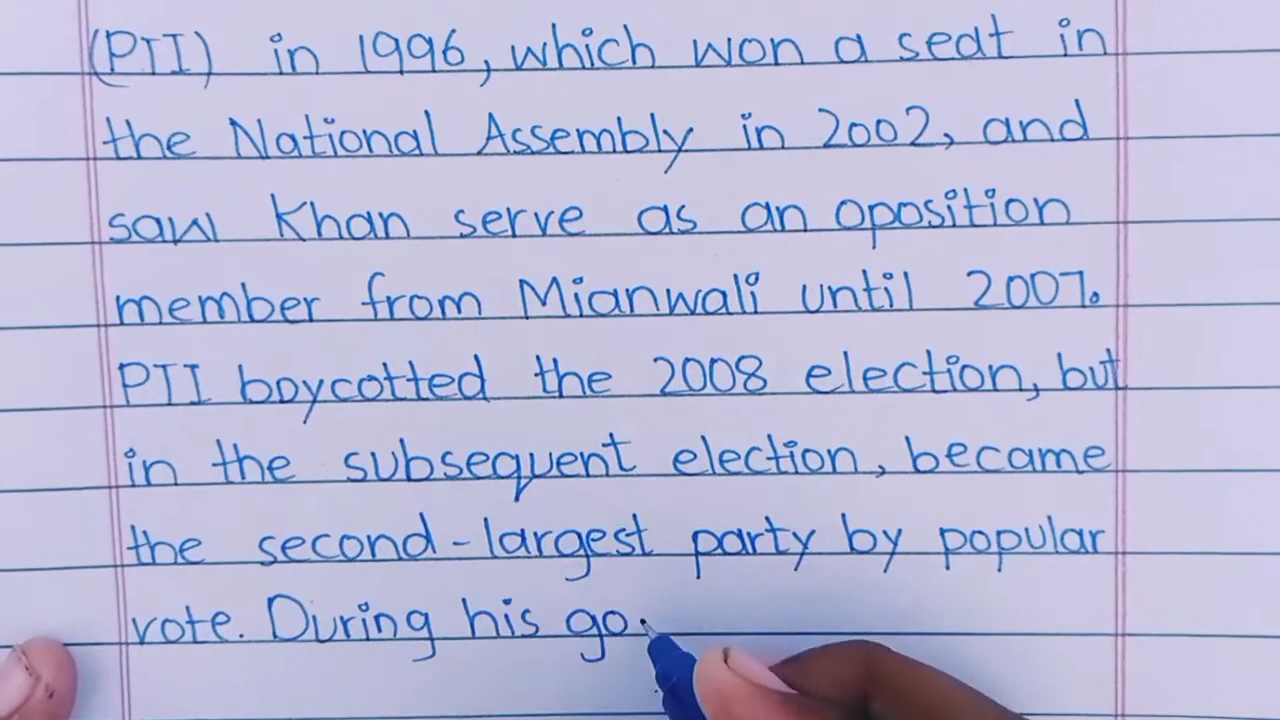 (PTI) in 1996, which won a seat in
the National Assembly in 2002, and
saw Khan serve as an oposition
member from Mianwali until 2007.
PTI boycotted the 2008 election, but
in the subsequent election, became
the second-largest party by popular
vote. During his go